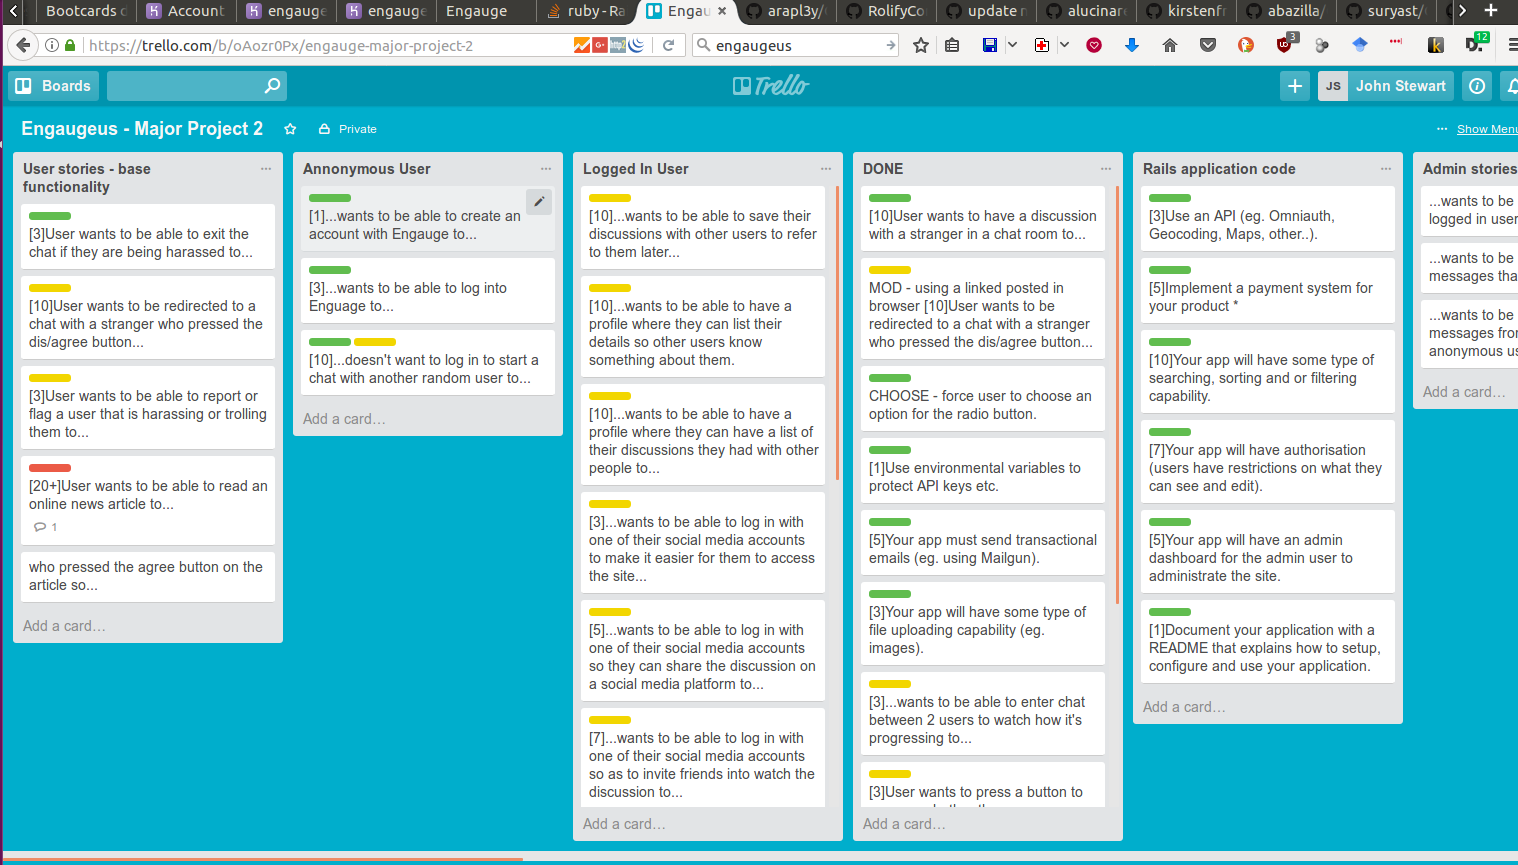 Bootcards
Account
engauge
engauge
Engauge
ruby - Ra
Engau
arapl3y/
RolifyCo
update n
alucinar
kirstenfr
abazilla/
suryast/
https://trello.com/b/oAozr0Px/engauge-major-project-2
engaugeus
3
12
Boards
Trello
JS John Stewart
Engaugeus - Major Project 2
Private
Show Menu
User stories - base
functionality
[3]User wants to be able to exit the
chat if they are being harassed to...
[10]User wants to be redirected to a
chat with a stranger who pressed the
dis/agree button...
[3]User wants to be able to report or
flag a user that is harassing or trolling
them to...
[20+]User wants to be able to read an
online news article to...
1
who pressed the agree button on the
article so...
Add a card…
Annonymous User
[1]...wants to be able to create an
account with Engauge to...
[3]...wants to be able to log into
Enguage to...
[10]...doesn't want to log in to start a
chat with another random user to...
Add a card…
Logged In User
[10]...wants to be able to save their
discussions with other users to refer
to them later...
[10]...wants to be able to have a
profile where they can list their
details so other users know
something about them.
[10]...wants to be able to have a
profile where they can have a list of
their discussions they had with other
people to...
[3]...wants to be able to log in with
one of their social media accounts
to make it easier for them to access
the site...
[5]...wants to be able to log in with
one of their social media accounts
so they can share the discussion on
a social media platform to...
[7]...wants to be able to log in with
one of their social media accounts
so as to invite friends into watch the
discussion to...
Add a card…
DONE
[10]User wants to have a discussion
with a stranger in a chat room to...
MOD - using a linked posted in
browser [10]User wants to be
redirected to a chat with a stranger
who pressed the dis/agree button...
CHOOSE - force user to choose an
option for the radio button.
[1]Use environmental variables to
protect API keys etc.
[5]Your app must send transactional
emails (eg. using Mailgun).
[3]Your app will have some type of
file uploading capability (eg.
images).
[3]...wants to be able to enter chat
between 2 users to watch how it's
progressing to...
[3]User wants to press a button to
Add a card…
Rails application code
[3]Use an API (eg. Omniauth,
Geocoding, Maps, other..).
[5]Implement a payment system for
your product *
[10]Your app will have some type of
searching, sorting and or filtering
capability.
[7]Your app will have authorisation
(users have restrictions on what they
can see and edit).
[5]Your app will have an admin
dashboard for the admin user to
administrate the site.
[1]Document your application with a
README that explains how to setup,
configure and use your application.
Add a card…
Admin stories
...wants to be
logged in user
...wants to be
messages tha
...wants to be
messages fro
anonymous us
Add a card…